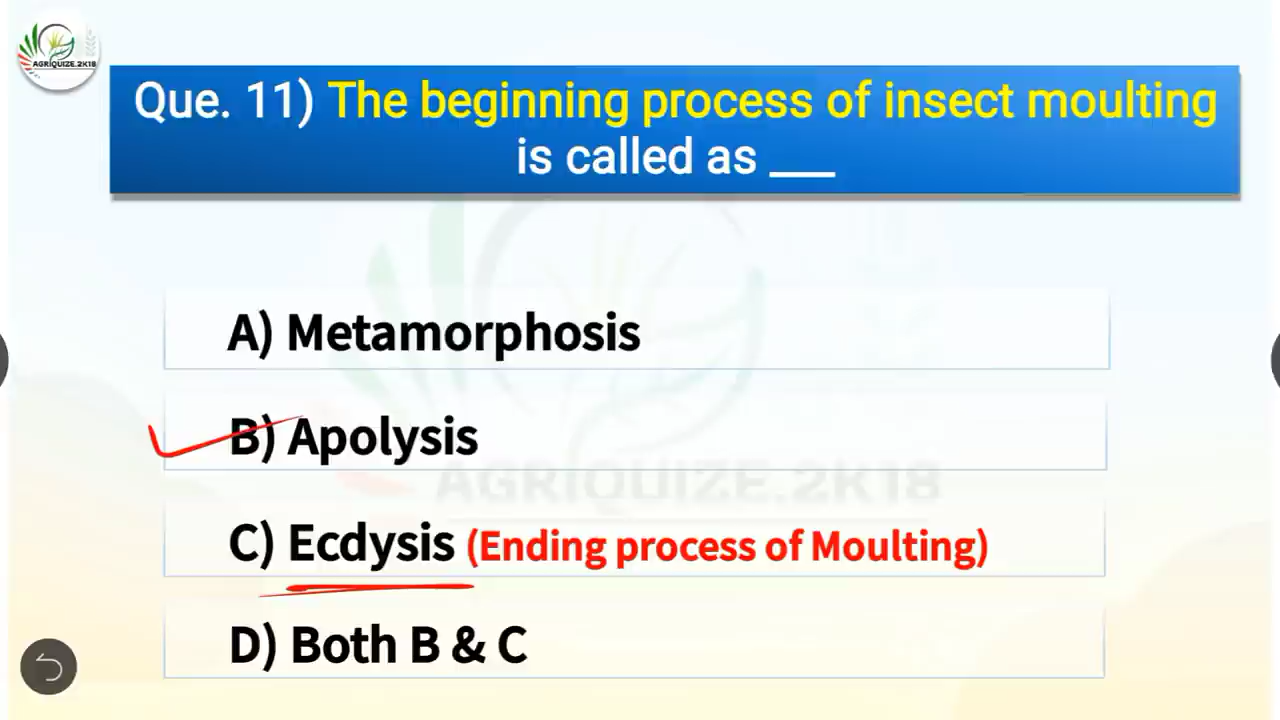 AGRIQUIZE.2K18
Que. 11) The beginning process of insect moulting
is called as ___
A) Metamorphosis
B) Apolysis
AGRIQUIZE.2K18
C) Ecdysis (Ending process of Moulting)
D) Both B & C